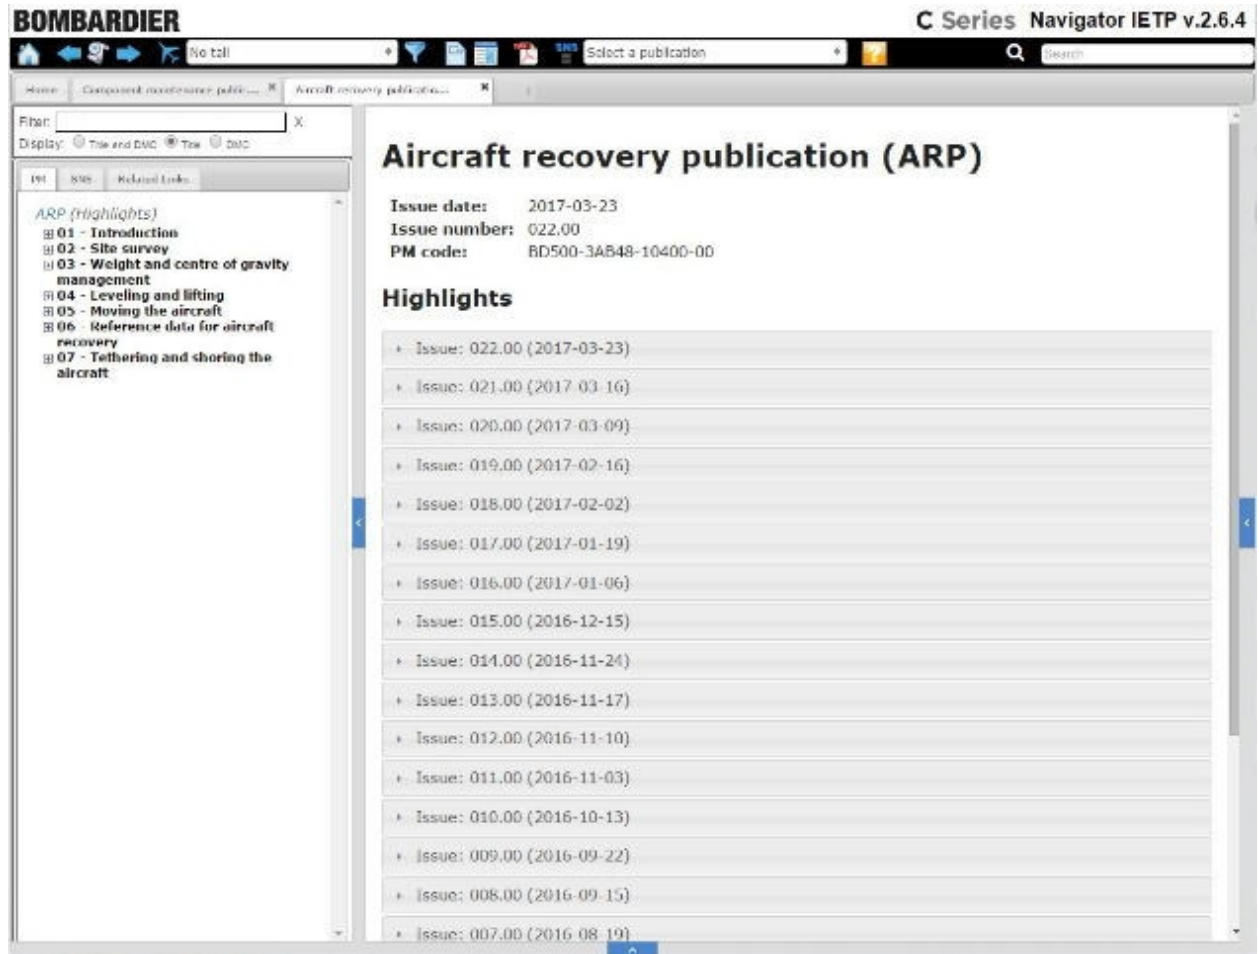 BOMBARDIER
C Series Navigator IETP v.2.6.4
No tail
SNS
Select a publication
?
Search
Home
Component maintenance public...
Aircraft recovery publicatio...
Filter:
X
Display: Title and DMC Title DMC
PM
SNS
Related Links
ARP (Highlights)
01 - Introduction
02 - Site survey
03 - Weight and centre of gravity
management
04 - Leveling and lifting
05 - Moving the aircraft
06 - Reference data for aircraft
recovery
07 - Tethering and shoring the
aircraft
Aircraft recovery publication (ARP)
Issue date: 2017-03-23
Issue number: 022.00
PM code: BD500-3AB48-10400-00
Highlights
Issue: 022.00 (2017-03-23)
Issue: 021.00 (2017-03-16)
Issue: 020.00 (2017-03-09)
Issue: 019.00 (2017-02-16)
Issue: 018.00 (2017-02-02)
Issue: 017.00 (2017-01-19)
Issue: 016.00 (2017-01-06)
Issue: 015.00 (2016-12-15)
Issue: 014.00 (2016-11-24)
Issue: 013.00 (2016-11-17)
Issue: 012.00 (2016-11-10)
Issue: 011.00 (2016-11-03)
Issue: 010.00 (2016-10-13)
Issue: 009.00 (2016-09-22)
Issue: 008.00 (2016-09-15)
Issue: 007.00 (2016-08-19)